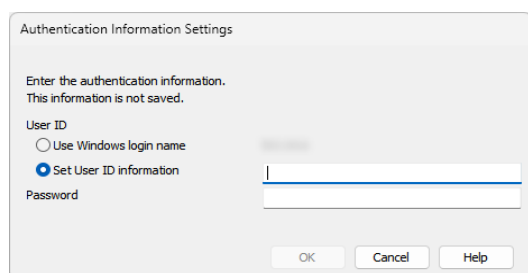 Authentication Information Settings
Enter the authentication information.
This information is not saved.
User ID
Use Windows login name
Set User ID information
Password
OK Cancel Help